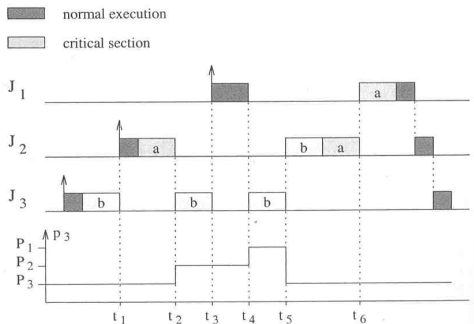 normal execution
critical section
J 1
a
J 2
a
b
a
J 3
b
b
b
p 3
P 1
P 2
P 3
t 1
t 2
t 3
t 4
t 5
t 6